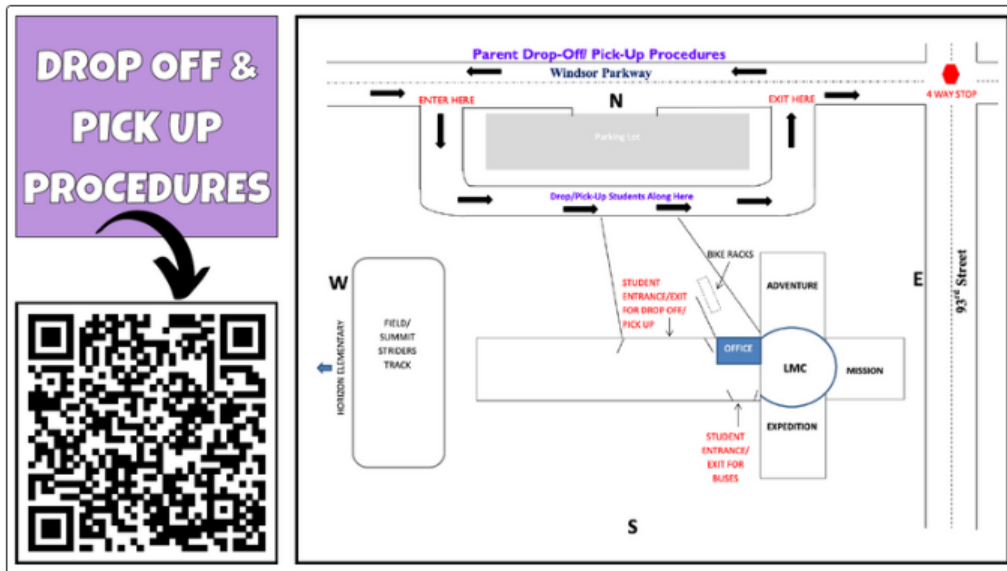 DROP OFF &
PICK UP
PROCEDURES
Parent Drop-Off/ Pick-Up Procedures
Windsor Parkway
ENTER HERE
N
EXIT HERE
4 WAY STOP
Parking Lot
Drop/Pick-Up Students Along Here
W
E
93rd Street
BIKE RACKS
STUDENT
ENTRANCE/EXIT
FOR DROP OFF/
PICK UP
ADVENTURE
FIELD/
SUMMIT
STRIDERS
TRACK
HORIZON ELEMENTARY
OFFICE
LMC
MISSION
EXPEDITION
STUDENT
ENTRANCE/
EXIT FOR
BUSES
S